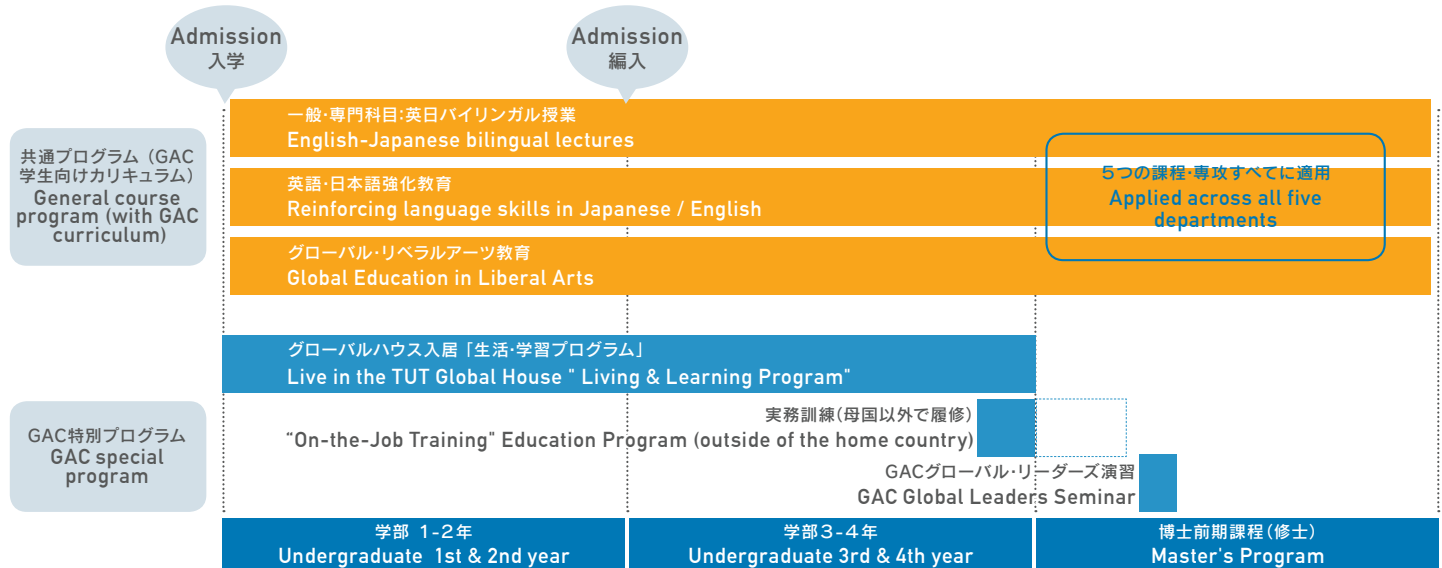 Admission
入学
Admission
編入
共通プログラム（GAC
学生向けカリキュラム）
General course
program (with GAC
curriculum)
一般・専門科目：英日バイリンガル授業
English-Japanese bilingual lectures
英語・日本語強化教育
Reinforcing language skills in Japanese / English
グローバル・リベラルアーツ教育
Global Education in Liberal Arts
5つの課程・専攻すべてに適用
Applied across all five
departments
GAC特別プログラム
GAC special
program
グローバルハウス入居「生活・学習プログラム」
Live in the TUT Global House " Living & Learning Program"
実務訓練(母国以外で履修)
“On-the-Job Training" Education Program (outside of the home country)
GACグローバル・リーダーズ演習
GAC Global Leaders Seminar
学部 1-2年
Undergraduate 1st & 2nd year
学部3-4年
Undergraduate 3rd & 4th year
博士前期課程(修士)
Master's Program